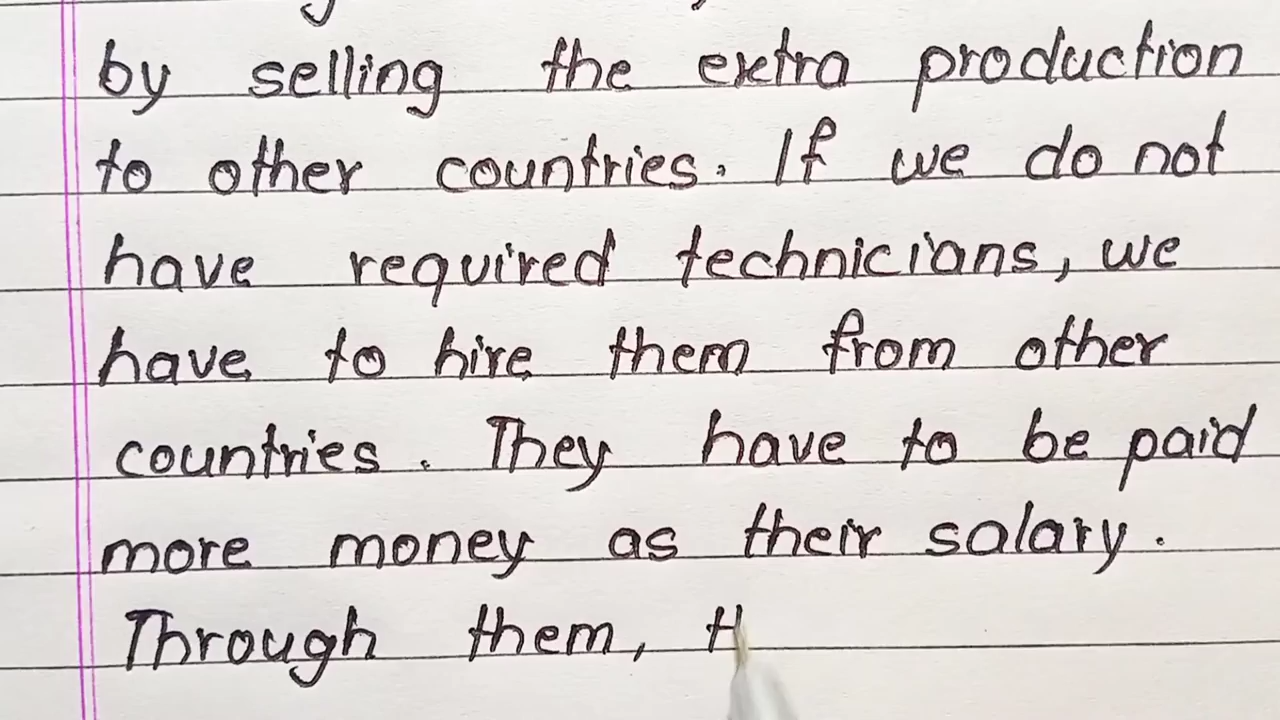 by selling the extra production
to other countries. If we do not
have required technicians, we
have to hire them from other
countries. They have to be paid
more money as their salary.
Through them, th